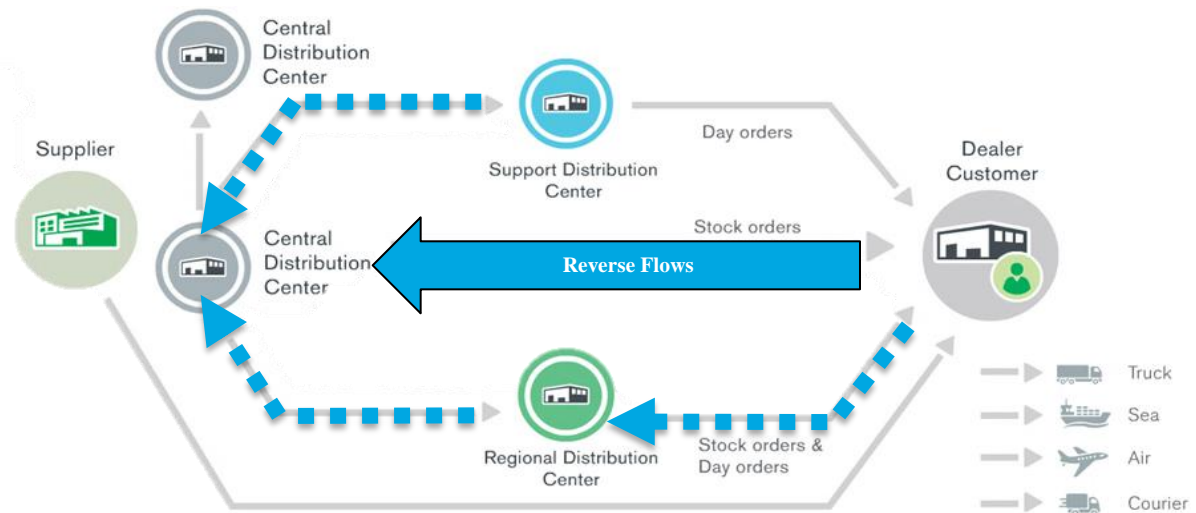 Central
Distribution
Center
Supplier
Day orders
Support Distribution
Center
Dealer
Customer
Stock orders
Central
Distribution
Center
Reverse Flows
Regional Distribution
Center
Stock orders &
Day orders
Truck
Sea
Air
Courier